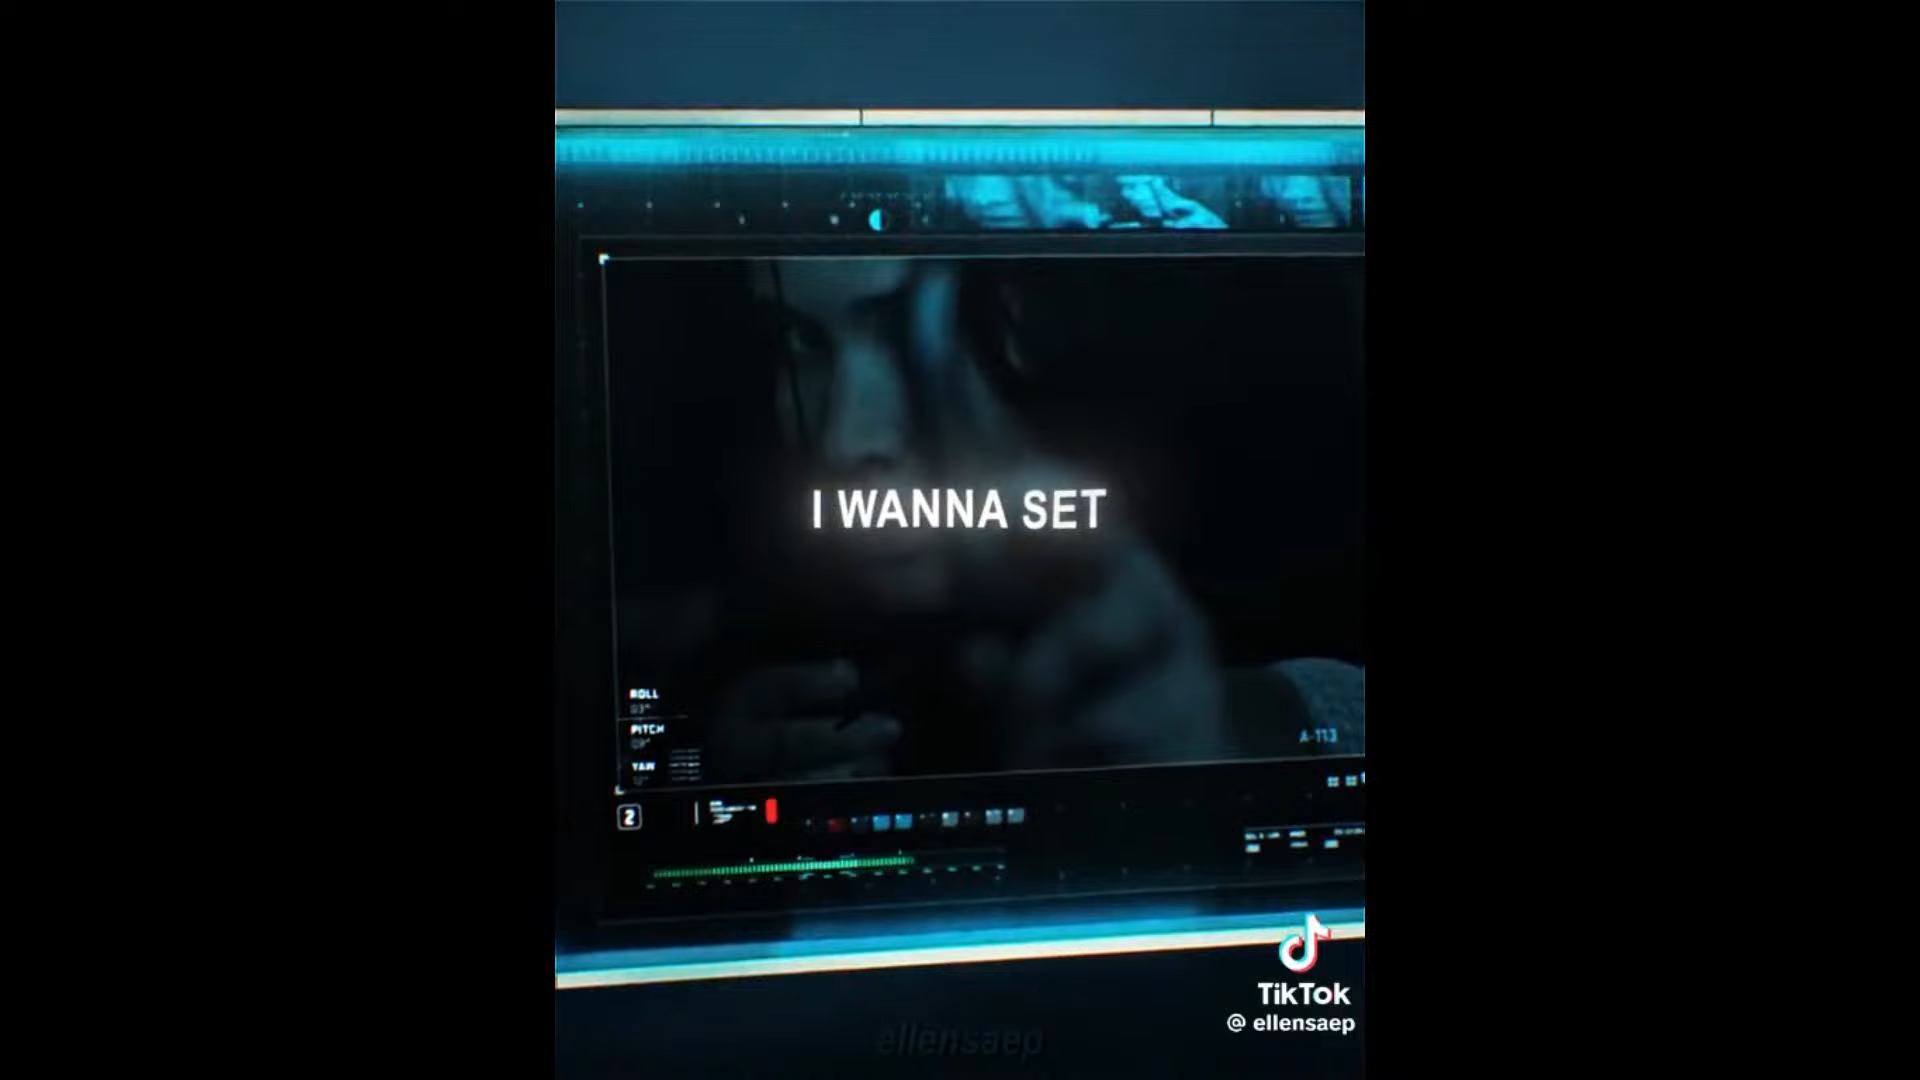 I WANNA SET
ROLL
PITCH
YAW
A-113
2
TikTok
@ ellensaep
ellensaep